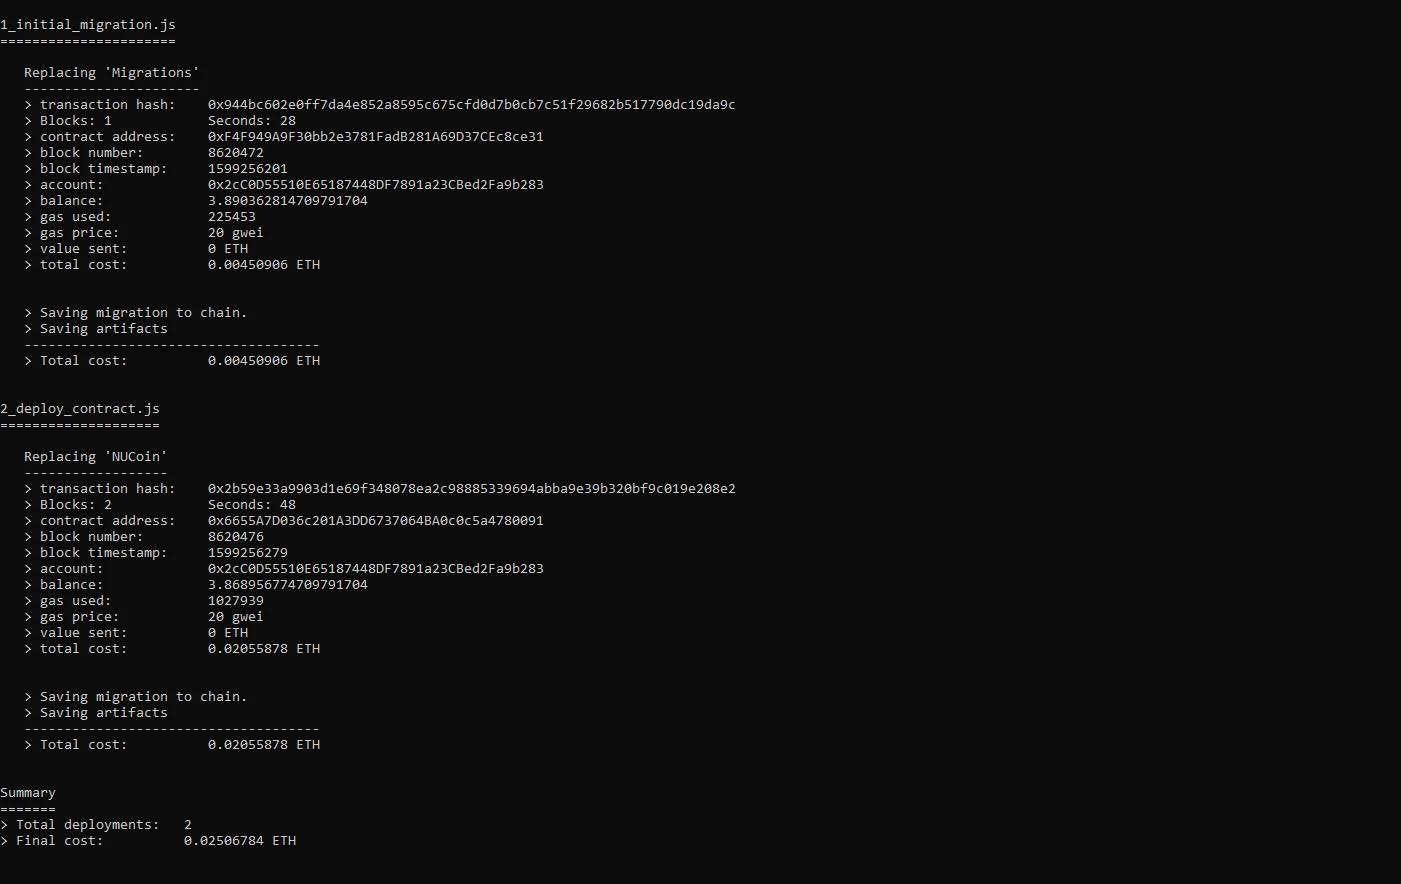 1_initial_migration.js
======================
Replacing 'Migrations'
----------------------
> transaction hash:    0x944bc602e0ff7da4e852a8595c675cfd0d7b0cb7c51f29682b517790dc19da9c
> Blocks: 1            Seconds: 28
> contract address:    0xF4F949A9F30bb2e3781FadB281A69D37CEc8ce31
> block number:        8620472
> block timestamp:     1599256201
> account:             0x2cC0D55510E65187448DF7891a23CBed2Fa9b283
> balance:             3.890362814709791704
> gas used:            225453
> gas price:           20 gwei
> value sent:          0 ETH
> total cost:          0.00450906 ETH
> Saving migration to chain.
> Saving artifacts
-------------------------------------
> Total cost:          0.00450906 ETH
2_deploy_contract.js
====================
Replacing 'NUCoin'
------------------
> transaction hash:    0x2b59e33a9903d1e69f348078ea2c98885339694abba9e39b320bf9c019e208e2
> Blocks: 2            Seconds: 48
> contract address:    0x6655A7D036c201A3DD6737064BA0c0c5a4780091
> block number:        8620476
> block timestamp:     1599256279
> account:             0x2cC0D55510E65187448DF7891a23CBed2Fa9b283
> balance:             3.868956774709791704
> gas used:            1027939
> gas price:           20 gwei
> value sent:          0 ETH
> total cost:          0.02055878 ETH
> Saving migration to chain.
> Saving artifacts
-------------------------------------
> Total cost:          0.02055878 ETH
Summary
=======
> Total deployments:   2
> Final cost:          0.02506784 ETH